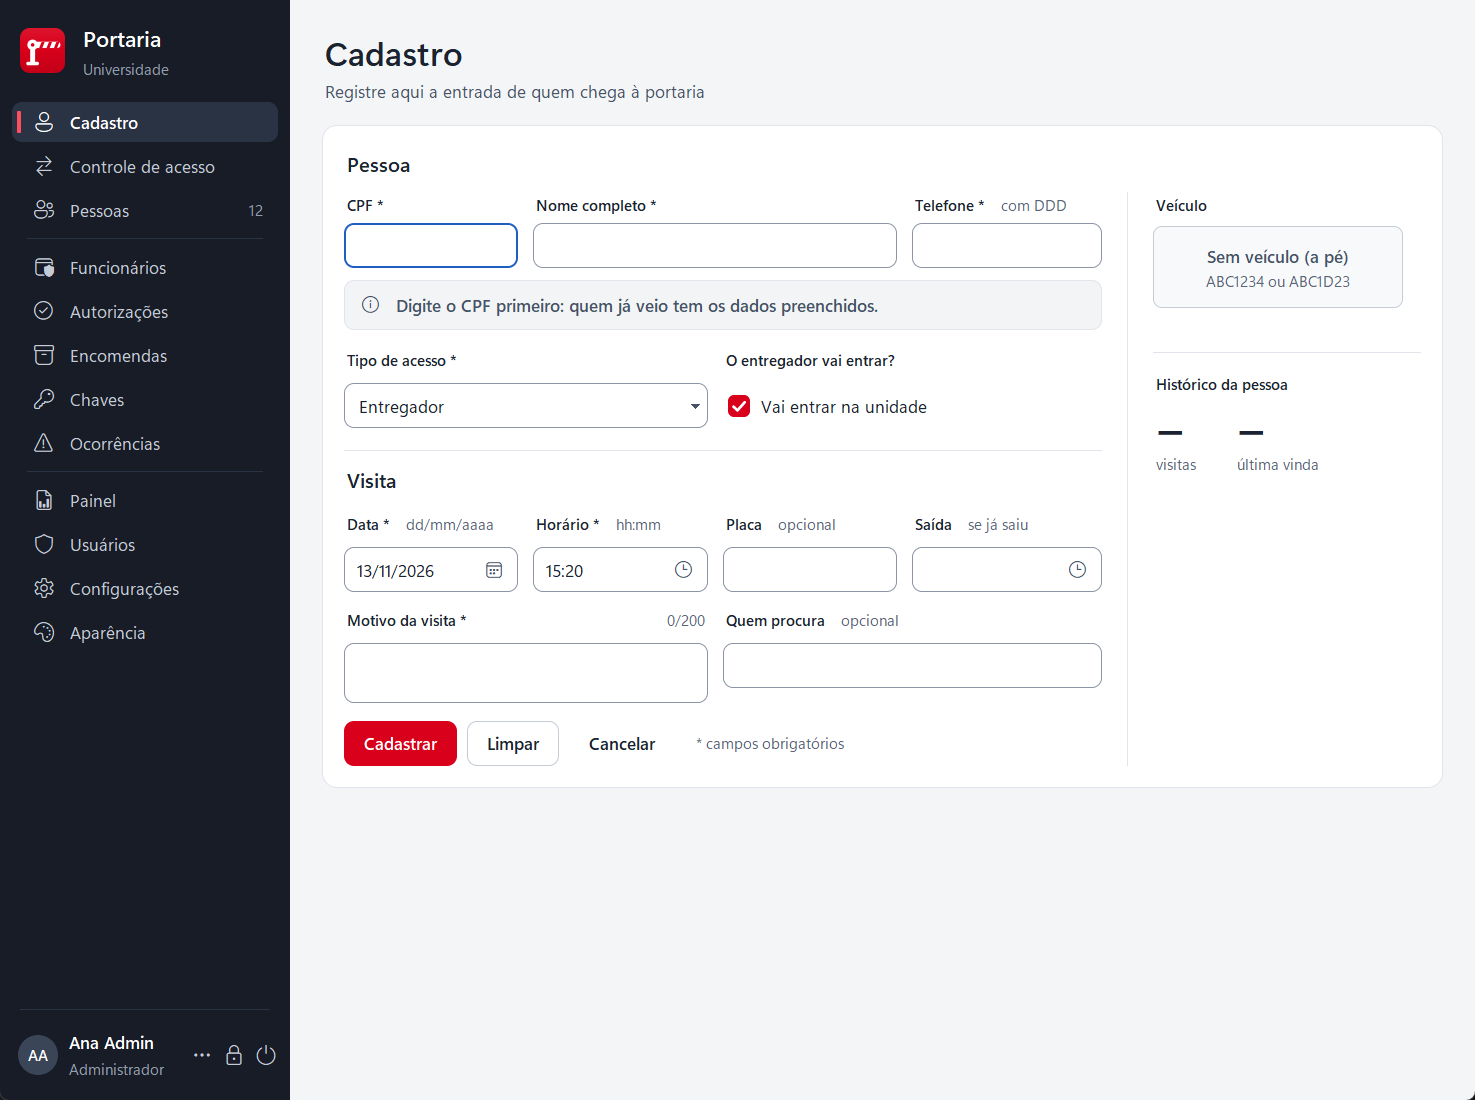 Portaria
Universidade
Cadastro
Controle de acesso
Pessoas 12
Funcionários
Autorizações
Encomendas
Chaves
Ocorrências
Painel
Usuários
Configurações
Aparência
AA
Ana Admin
Administrador
Cadastro
Registre aqui a entrada de quem chega à portaria
Pessoa
CPF * Nome completo * Telefone * com DDD
Digite o CPF primeiro: quem já veio tem os dados preenchidos.
Tipo de acesso * O entregador vai entrar?
Entregador Vai entrar na unidade
Visita
Data * dd/mm/aaaa Horário * hh:mm Placa opcional Saída se já saiu
13/11/2026 15:20
Motivo da visita * 0/200 Quem procura opcional
Cadastrar Limpar Cancelar * campos obrigatórios
Veículo
Sem veículo (a pé)
ABC1234 ou ABC1D23
Histórico da pessoa
— —
visitas última vinda